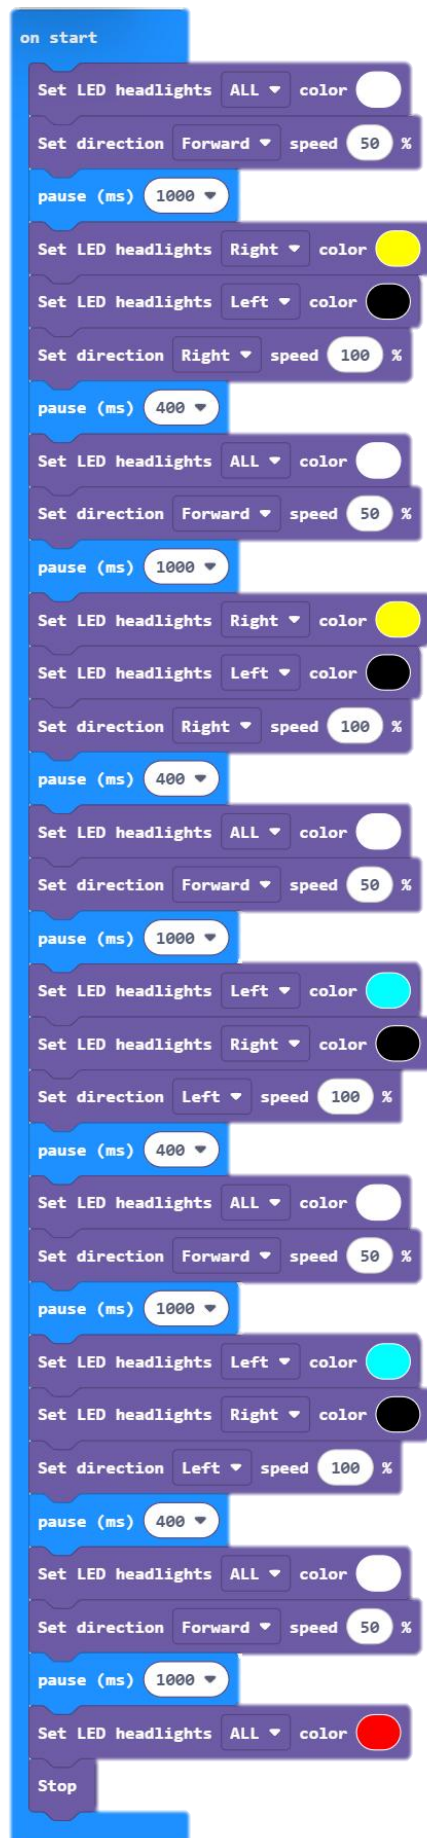 on start
Set LED headlights ALL color
Set direction Forward speed 50 %
pause (ms) 1000
Set LED headlights Right color
Set LED headlights Left color
Set direction Right speed 100 %
pause (ms) 400
Set LED headlights ALL color
Set direction Forward speed 50 %
pause (ms) 1000
Set LED headlights Right color
Set LED headlights Left color
Set direction Right speed 100 %
pause (ms) 400
Set LED headlights ALL color
Set direction Forward speed 50 %
pause (ms) 1000
Set LED headlights Left color
Set LED headlights Right color
Set direction Left speed 100 %
pause (ms) 400
Set LED headlights ALL color
Set direction Forward speed 50 %
pause (ms) 1000
Set LED headlights Left color
Set LED headlights Right color
Set direction Left speed 100 %
pause (ms) 400
Set LED headlights ALL color
Set direction Forward speed 50 %
pause (ms) 1000
Set LED headlights ALL color
Stop